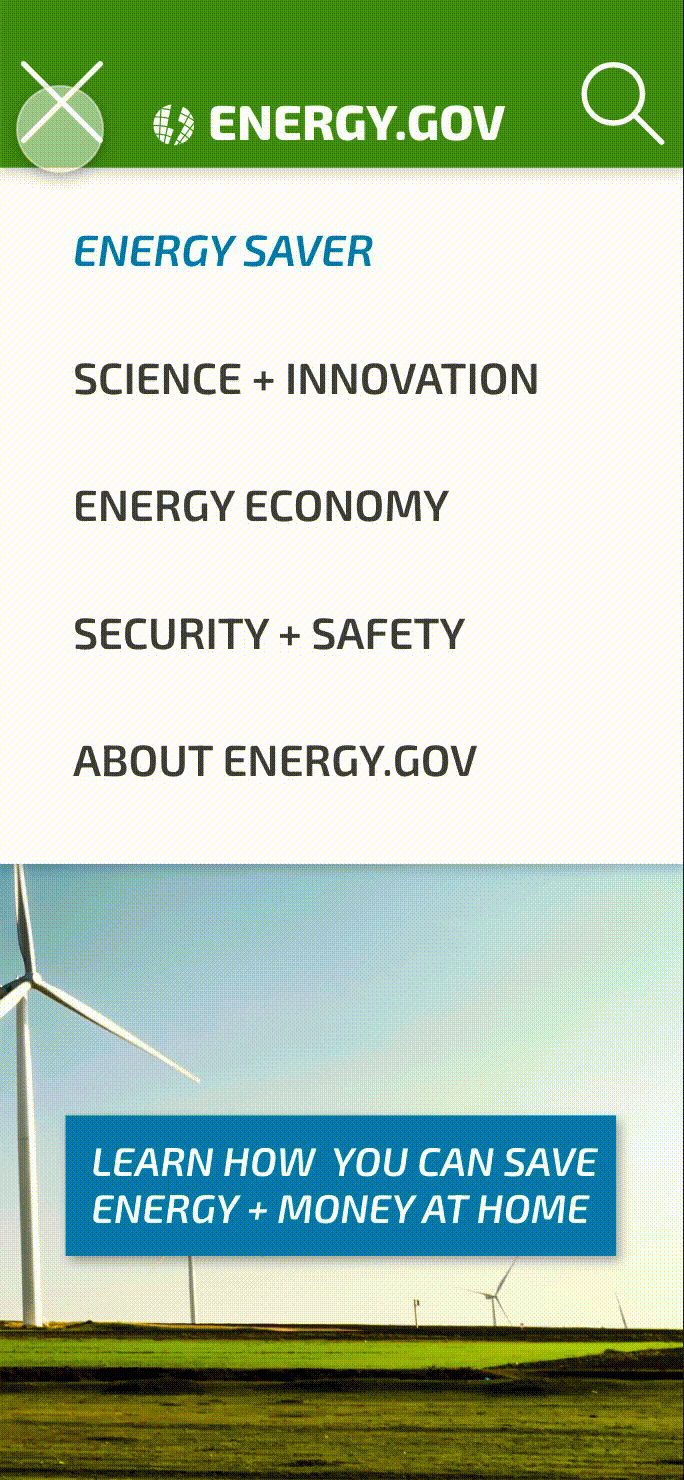 ENERGY.GOV
ENERGY SAVER
SCIENCE + INNOVATION
ENERGY ECONOMY
SECURITY + SAFETY
ABOUT ENERGY.GOV
LEARN HOW YOU CAN SAVE
ENERGY + MONEY AT HOME